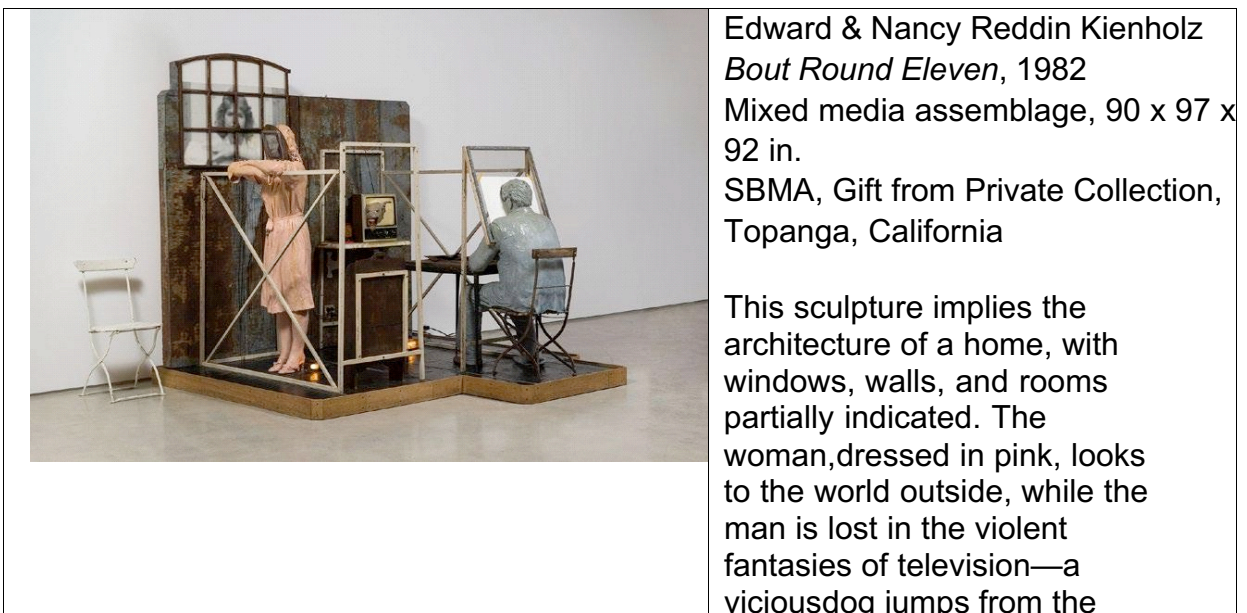 Edward & Nancy Reddin Kienholz
Bout Round Eleven, 1982
Mixed media assemblage, 90 x 97 x
92 in.
SBMA, Gift from Private Collection,
Topanga, California
This sculpture implies the
architecture of a home, with
windows, walls, and rooms
partially indicated. The
woman,dressed in pink, looks
to the world outside, while the
man is lost in the violent
fantasies of television—a
viciousdog jumps from the